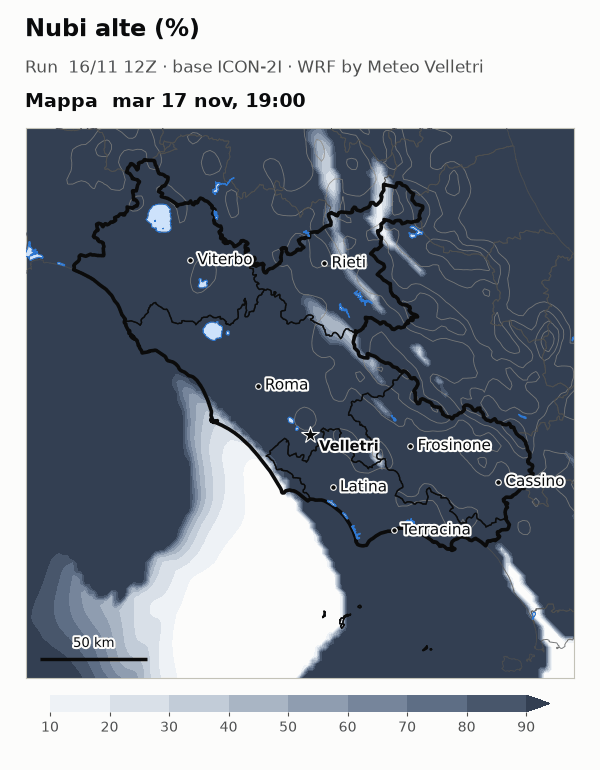 Nubi alte (%)
Run  16/11 12Z · base ICON-2I · WRF by Meteo Velletri
Mappa  mar 17 nov, 19:00
Viterbo
Rieti
Roma
Velletri
Frosinone
Latina
Cassino
Terracina
50 km
10 20 30 40 50 60 70 80 90